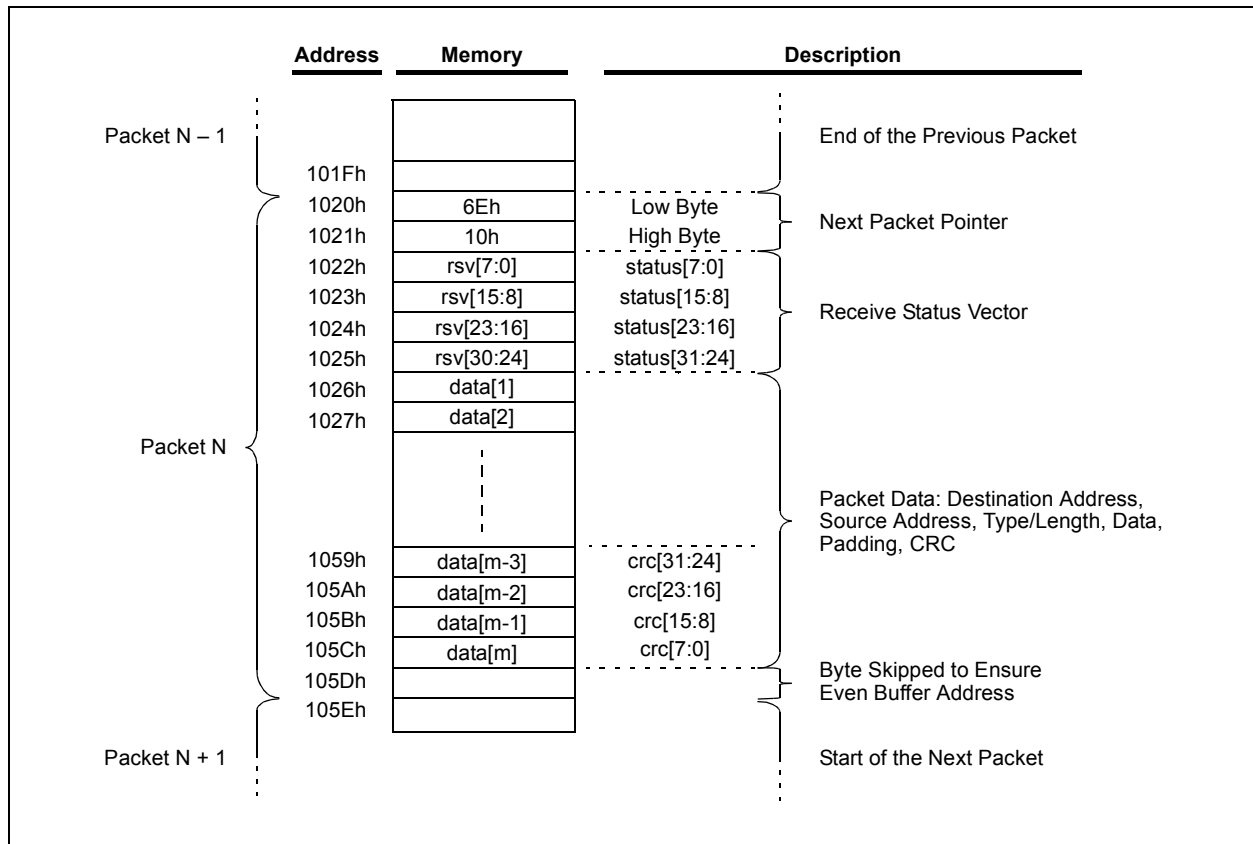 Address Memory Description
Packet N – 1 End of the Previous Packet
101Fh
1020h 6Eh Low Byte
Next Packet Pointer
1021h 10h High Byte
1022h rsv[7:0] status[7:0]
1023h rsv[15:8] status[15:8]
Receive Status Vector
1024h rsv[23:16] status[23:16]
1025h rsv[30:24] status[31:24]
1026h data[1]
1027h data[2]
Packet N
Packet Data: Destination Address,
Source Address, Type/Length, Data,
Padding, CRC
1059h data[m-3] crc[31:24]
105Ah data[m-2] crc[23:16]
105Bh data[m-1] crc[15:8]
105Ch data[m] crc[7:0]
Byte Skipped to Ensure
105Dh
Even Buffer Address
105Eh
Packet N + 1 Start of the Next Packet